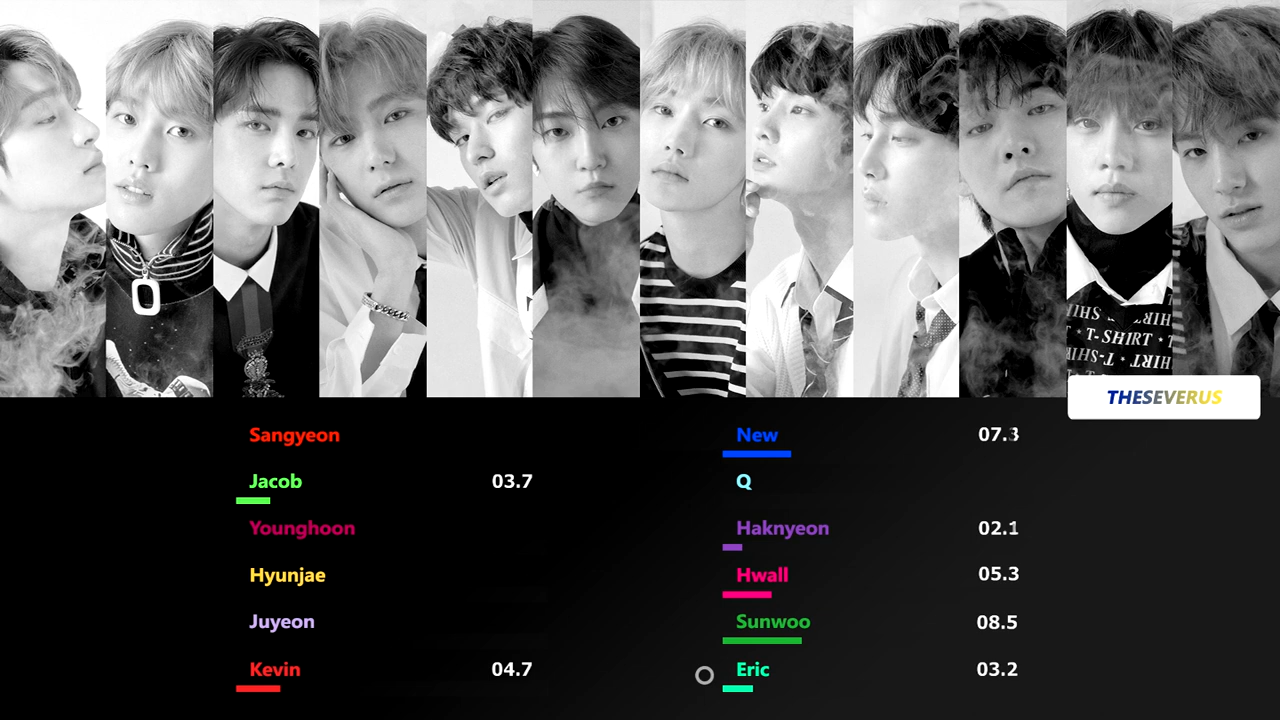 SHIRT
T-SHIRT
THESEVERUS
Sangyeon
Jacob 03.7
Younghoon
Hyunjae
Juyeon
Kevin 04.7
New 07.3
Q
Haknyeon 02.1
Hwall 05.3
Sunwoo 08.5
Eric 03.2